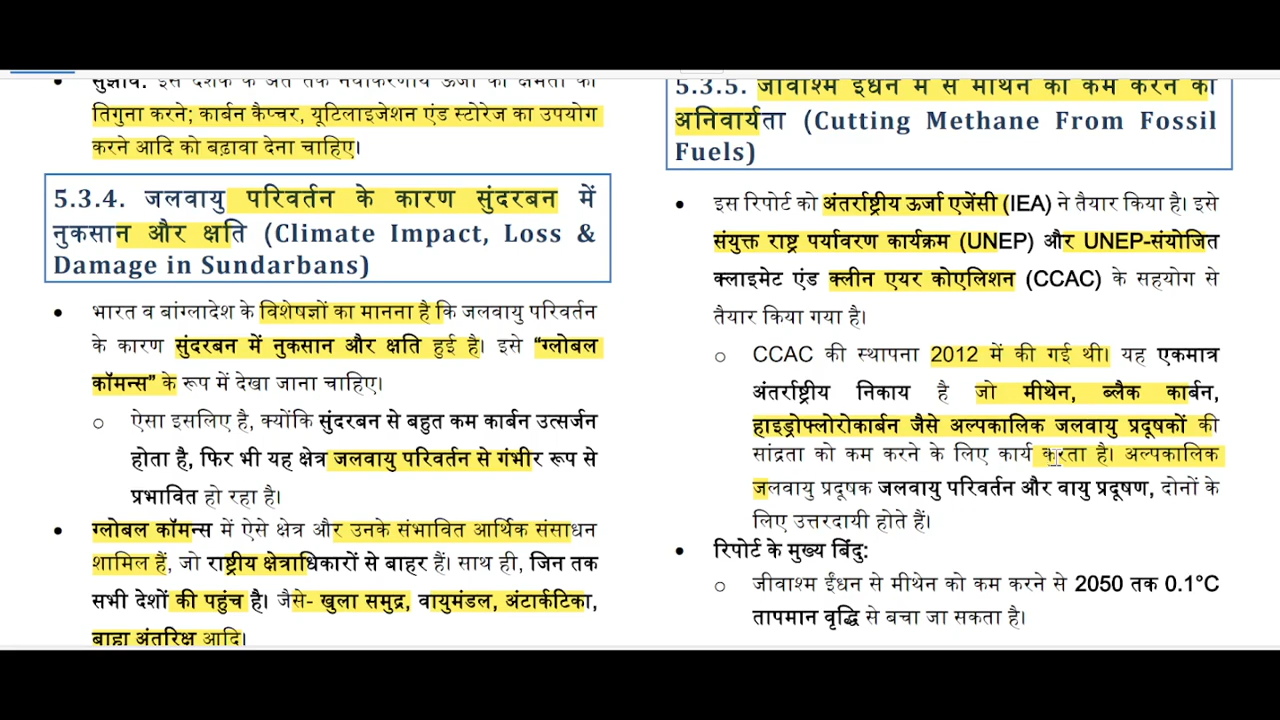 सुझाव: इस दशक के अंत तक नवीकरणीय ऊर्जा की क्षमता को
तिगुना करने; कार्बन कैप्चर, यूटिलाइजेशन एंड स्टोरेज का उपयोग
करने आदि को बढ़ावा देना चाहिए।
5.3.4. जलवायु परिवर्तन के कारण सुंदरबन में
नुकसान और क्षति (Climate Impact, Loss &
Damage in Sundarbans)
भारत व बांग्लादेश के विशेषज्ञों का मानना है कि जलवायु परिवर्तन
के कारण सुंदरबन में नुकसान और क्षति हुई है। इसे “ग्लोबल
कॉमन्स” के रूप में देखा जाना चाहिए।
ऐसा इसलिए है, क्योंकि सुंदरबन से बहुत कम कार्बन उत्सर्जन
होता है, फिर भी यह क्षेत्र जलवायु परिवर्तन से गंभीर रूप से
प्रभावित हो रहा है।
ग्लोबल कॉमन्स में ऐसे क्षेत्र और उनके संभावित आर्थिक संसाधन
शामिल हैं, जो राष्ट्रीय क्षेत्राधिकारों से बाहर हैं। साथ ही, जिन तक
सभी देशों की पहुंच है। जैसे- खुला समुद्र, वायुमंडल, अंटार्कटिका,
बाह्य अंतरिक्ष आदि।
5.3.5. जीवाश्म ईंधन में से मीथेन को कम करने की
अनिवार्यता (Cutting Methane From Fossil
Fuels)
इस रिपोर्ट को अंतर्राष्ट्रीय ऊर्जा एजेंसी (IEA) ने तैयार किया है। इसे
संयुक्त राष्ट्र पर्यावरण कार्यक्रम (UNEP) और UNEP-संयोजित
क्लाइमेट एंड क्लीन एयर कोएलिशन (CCAC) के सहयोग से
तैयार किया गया है।
CCAC की स्थापना 2012 में की गई थी। यह एकमात्र
अंतर्राष्ट्रीय निकाय है जो मीथेन, ब्लैक कार्बन,
हाइड्रोफ्लोरोकार्बन जैसे अल्पकालिक जलवायु प्रदूषकों की
सांद्रता को कम करने के लिए कार्य करता है। अल्पकालिक
जलवायु प्रदूषक जलवायु परिवर्तन और वायु प्रदूषण, दोनों के
लिए उत्तरदायी होते हैं।
रिपोर्ट के मुख्य बिंदु:
जीवाश्म ईंधन से मीथेन को कम करने से 2050 तक 0.1°C
तापमान वृद्धि से बचा जा सकता है।